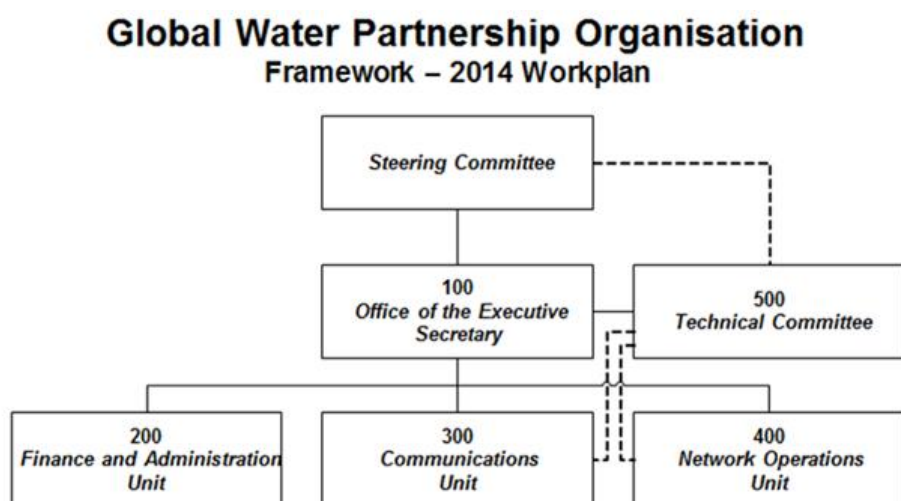 Global Water Partnership Organisation
Framework – 2014 Workplan
Steering Committee
100
Office of the Executive
Secretary
500
Technical Committee
200
Finance and Administration
Unit
300
Communications
Unit
400
Network Operations
Unit